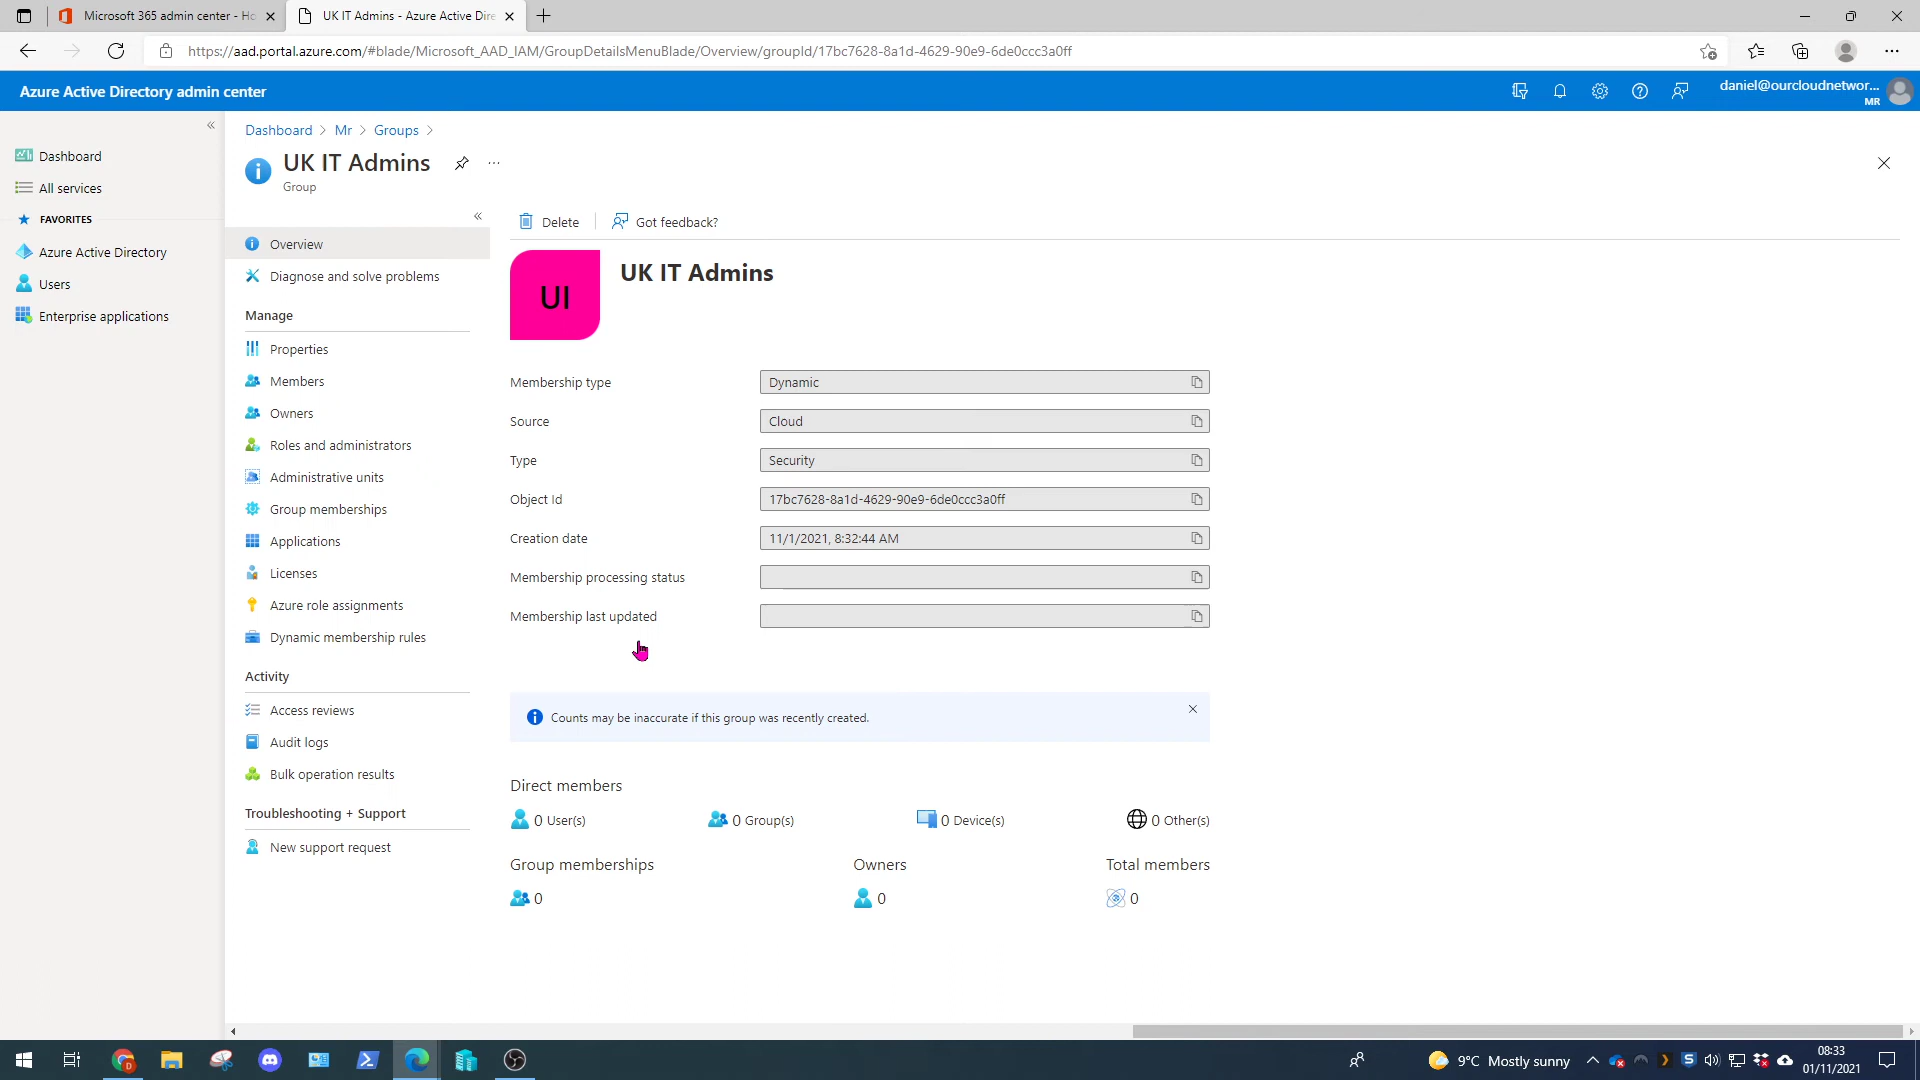 Microsoft 365 admin center - Ho
UK IT Admins - Azure Active Dire
https://aad.portal.azure.com/#blade/Microsoft_AAD_IAM/GroupDetailsMenuBlade/Overview/groupId/17bc7628-8a1d-4629-90e9-6de0ccc3a0ff
Azure Active Directory admin center
daniel@ourcloudnetwor...
MR
Dashboard
All services
FAVORITES
Azure Active Directory
Users
Enterprise applications
Dashboard > Mr > Groups >
UK IT Admins
Group
Overview
Diagnose and solve problems
Manage
Properties
Members
Owners
Roles and administrators
Administrative units
Group memberships
Applications
Licenses
Azure role assignments
Dynamic membership rules
Activity
Access reviews
Audit logs
Bulk operation results
Troubleshooting + Support
New support request
Delete
Got feedback?
UI
UK IT Admins
Membership type Dynamic
Source Cloud
Type Security
Object Id 17bc7628-8a1d-4629-90e9-6de0ccc3a0ff
Creation date 11/1/2021, 8:32:44 AM
Membership processing status
Membership last updated
Counts may be inaccurate if this group was recently created.
Direct members
0 User(s) 0 Group(s) 0 Device(s) 0 Other(s)
Group memberships Owners Total members
0 0 0
9°C Mostly sunny
08:33
01/11/2021